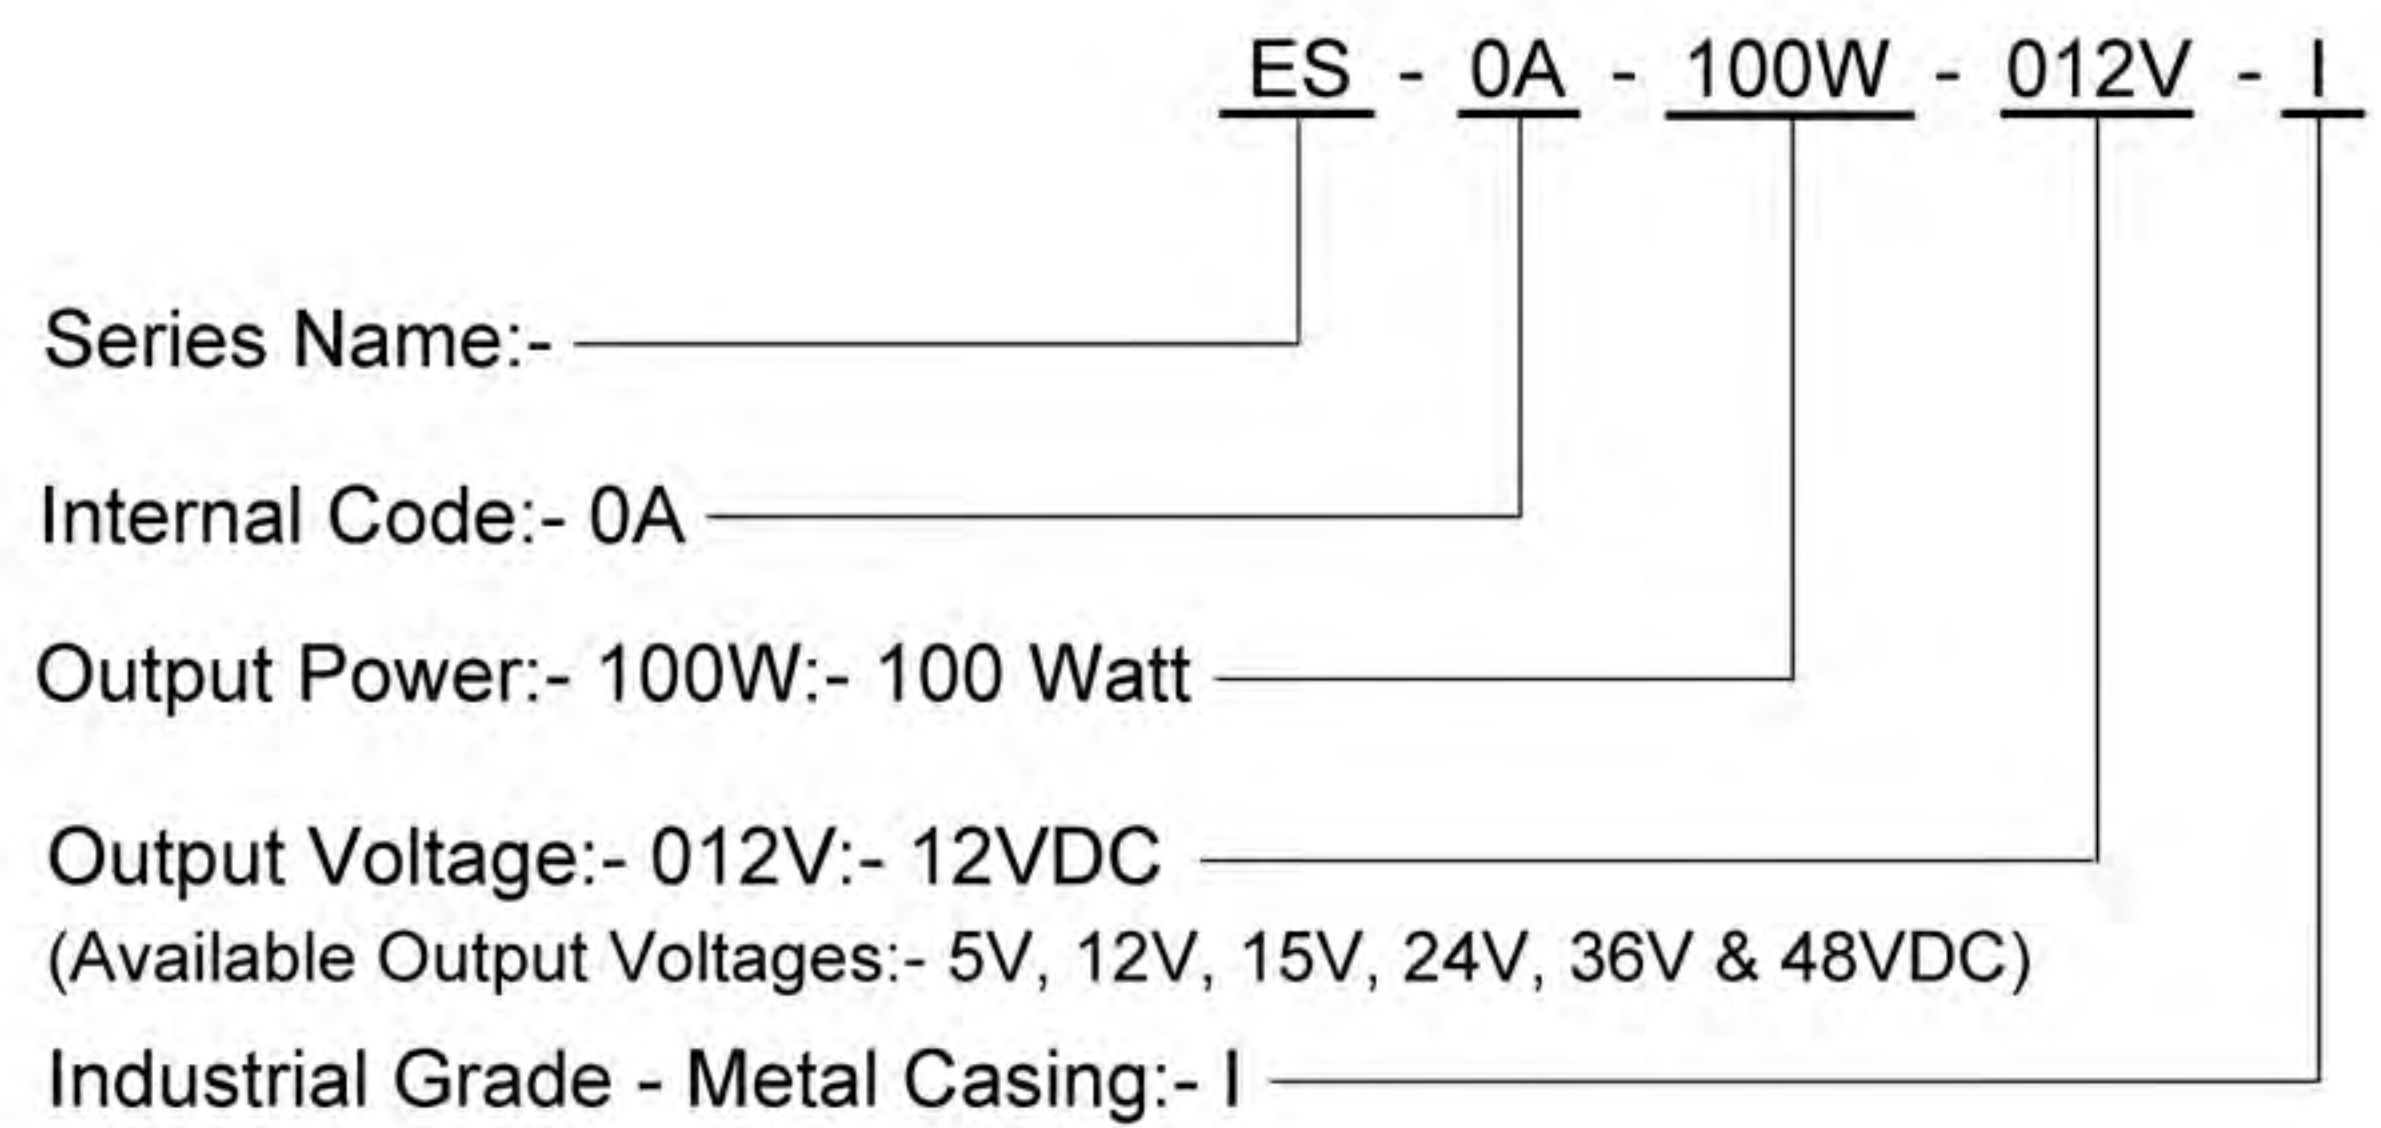 ES - 0A - 100W - 012V - I
Series Name:-
Internal Code:- 0A
Output Power:- 100W:- 100 Watt
Output Voltage:- 012V:- 12VDC
(Available Output Voltages:- 5V, 12V, 15V, 24V, 36V & 48VDC)
Industrial Grade - Metal Casing:- I